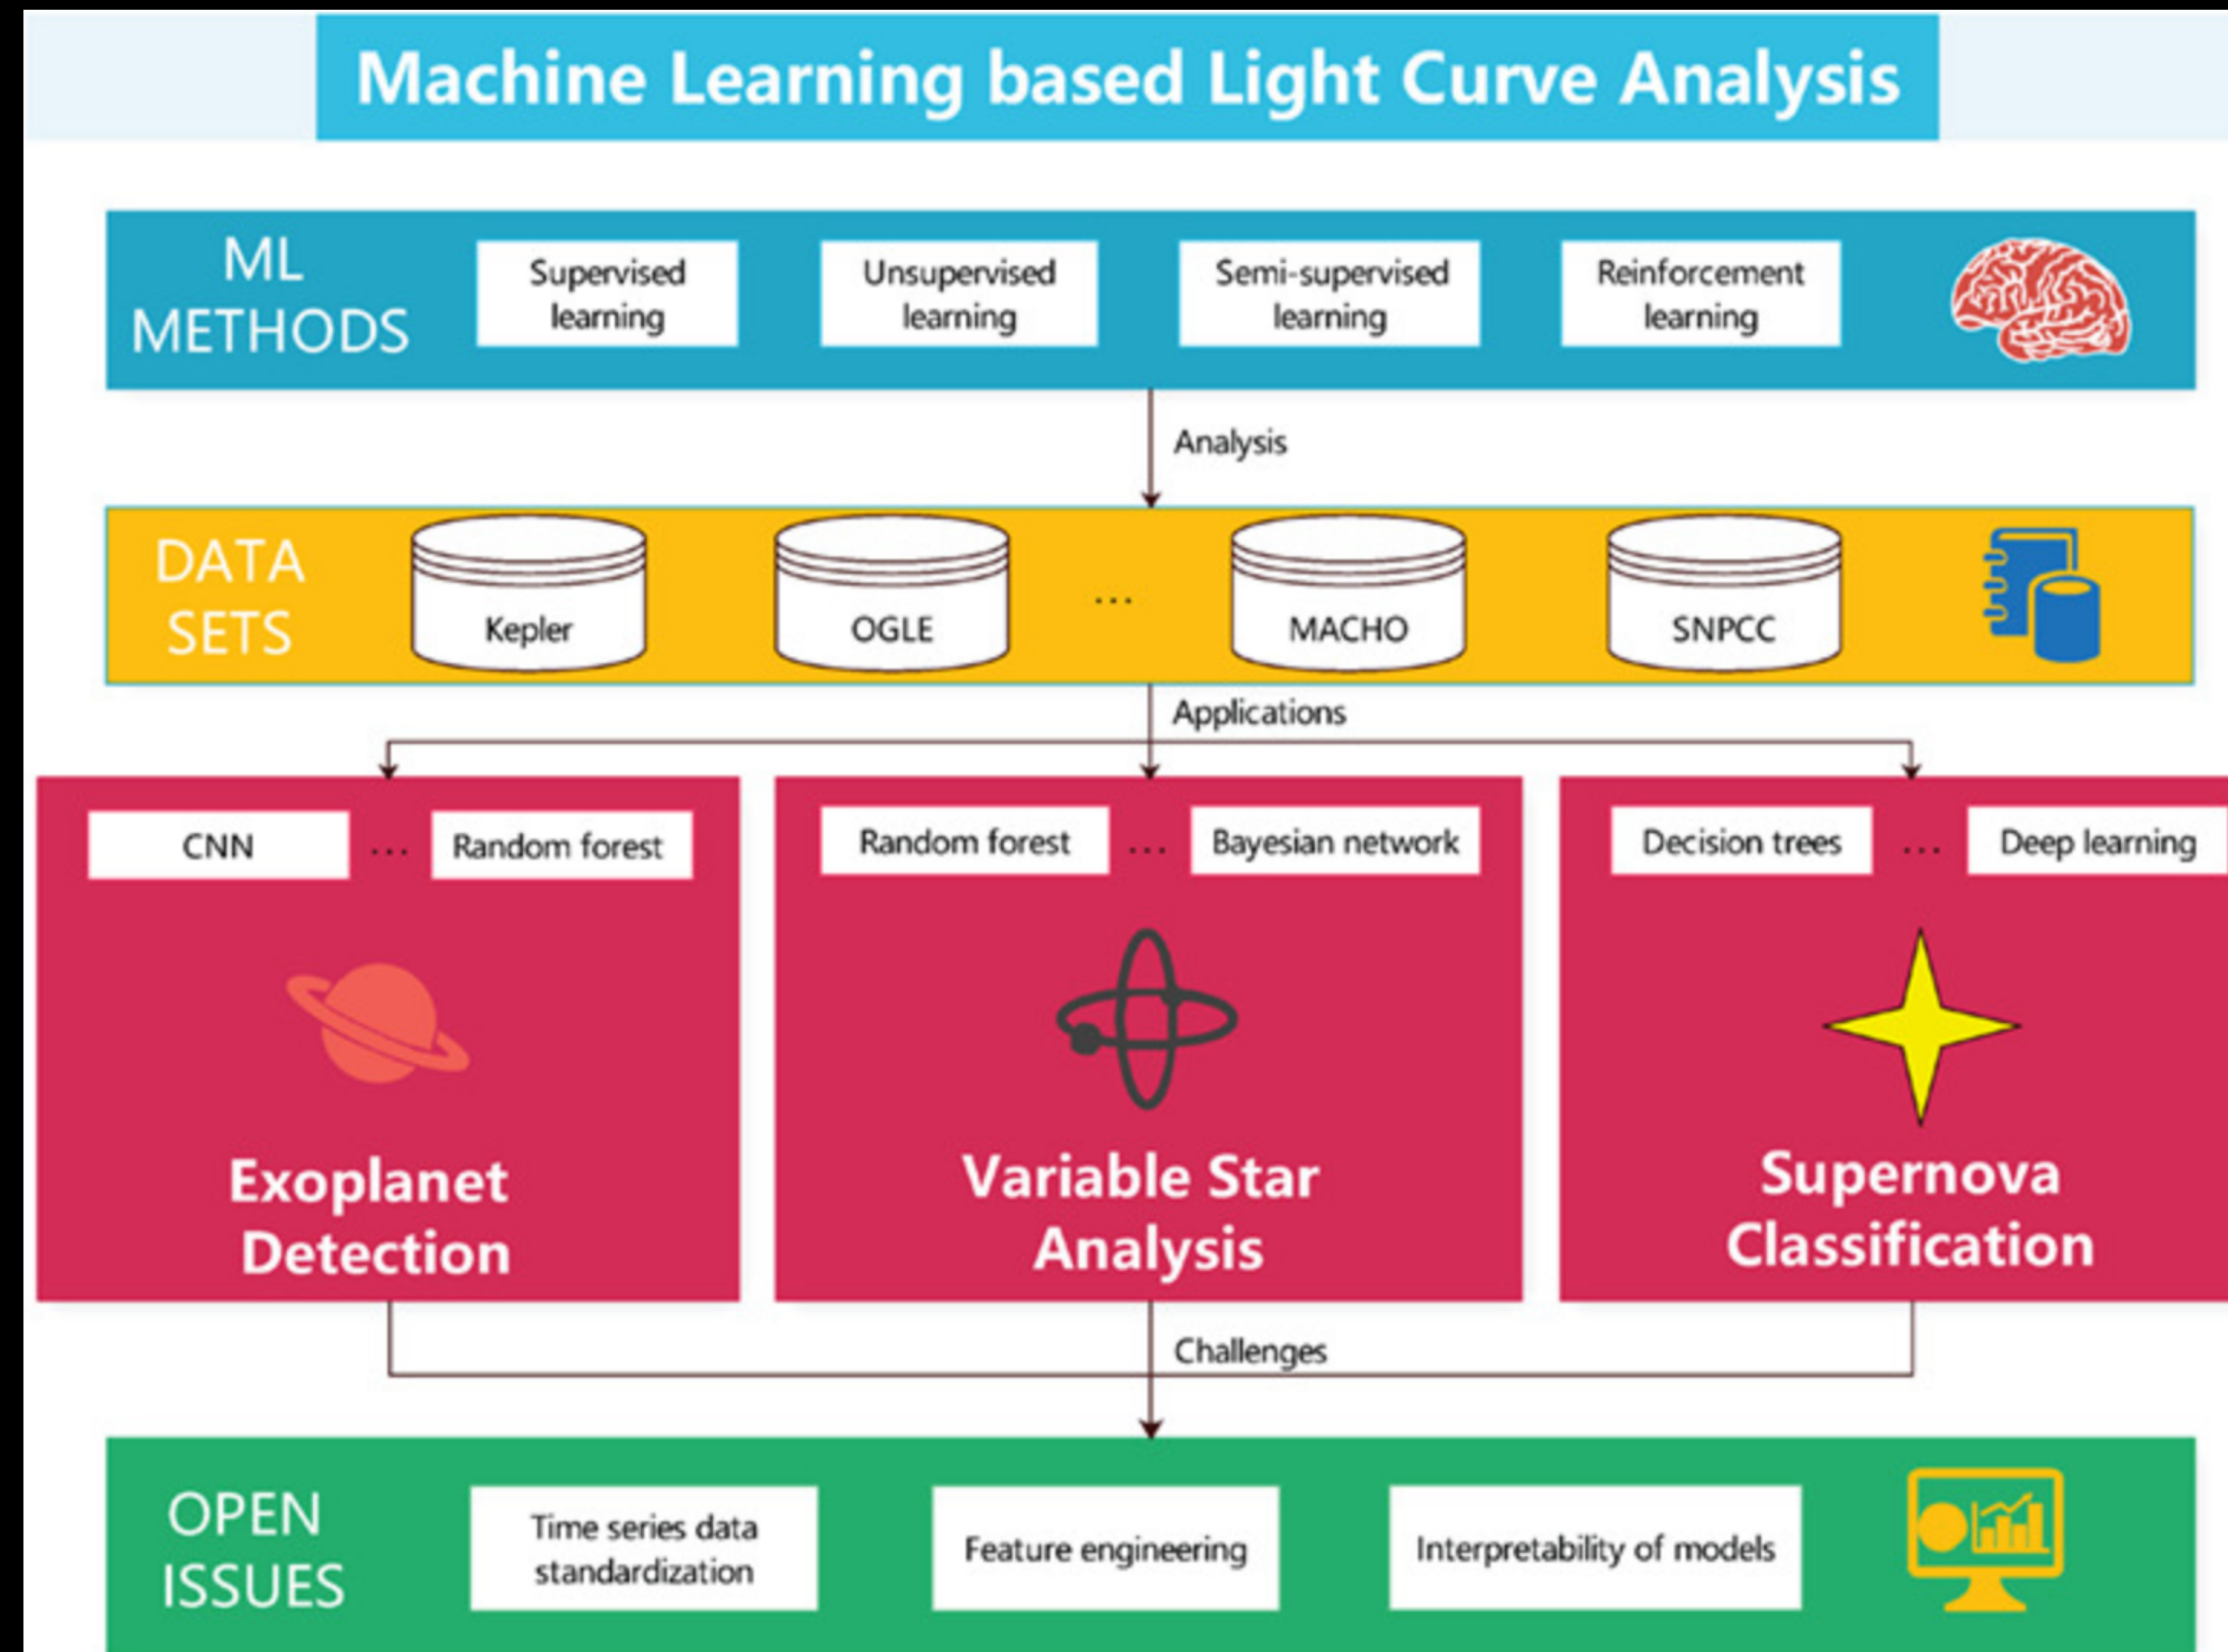 Machine Learning based Light Curve Analysis
ML
METHODS
Supervised
learning
Unsupervised
learning
Semi-supervised
learning
Reinforcement
learning
Analysis
DATA
SETS
Kepler
OGLE
...
MACHO
SNPCC
Applications
CNN
...
Random forest
Exoplanet
Detection
Random forest
...
Bayesian network
Variable Star
Analysis
Decision trees
...
Deep learning
Supernova
Classification
Challenges
OPEN
ISSUES
Time series data
standardization
Feature engineering
Interpretability of models